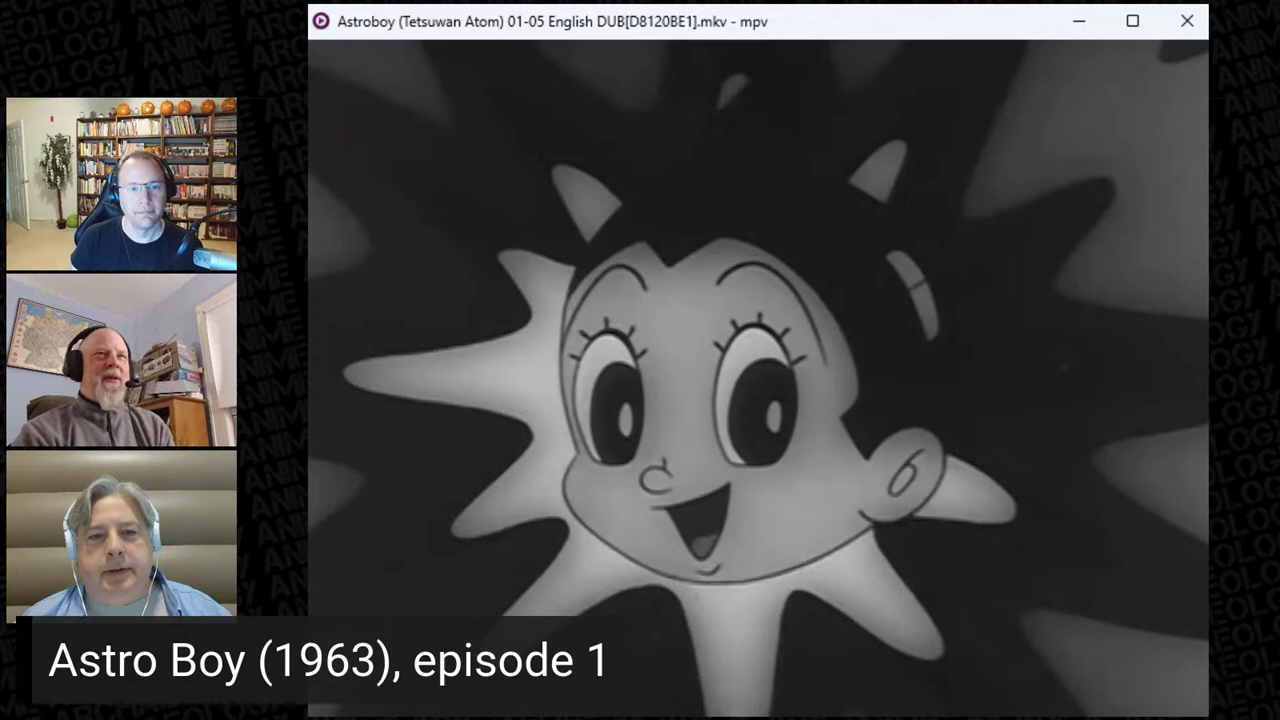 Astroboy (Tetsuwan Atom) 01-05 English DUB[D8120BE1].mkv - mpv
Astro Boy (1963), episode 1